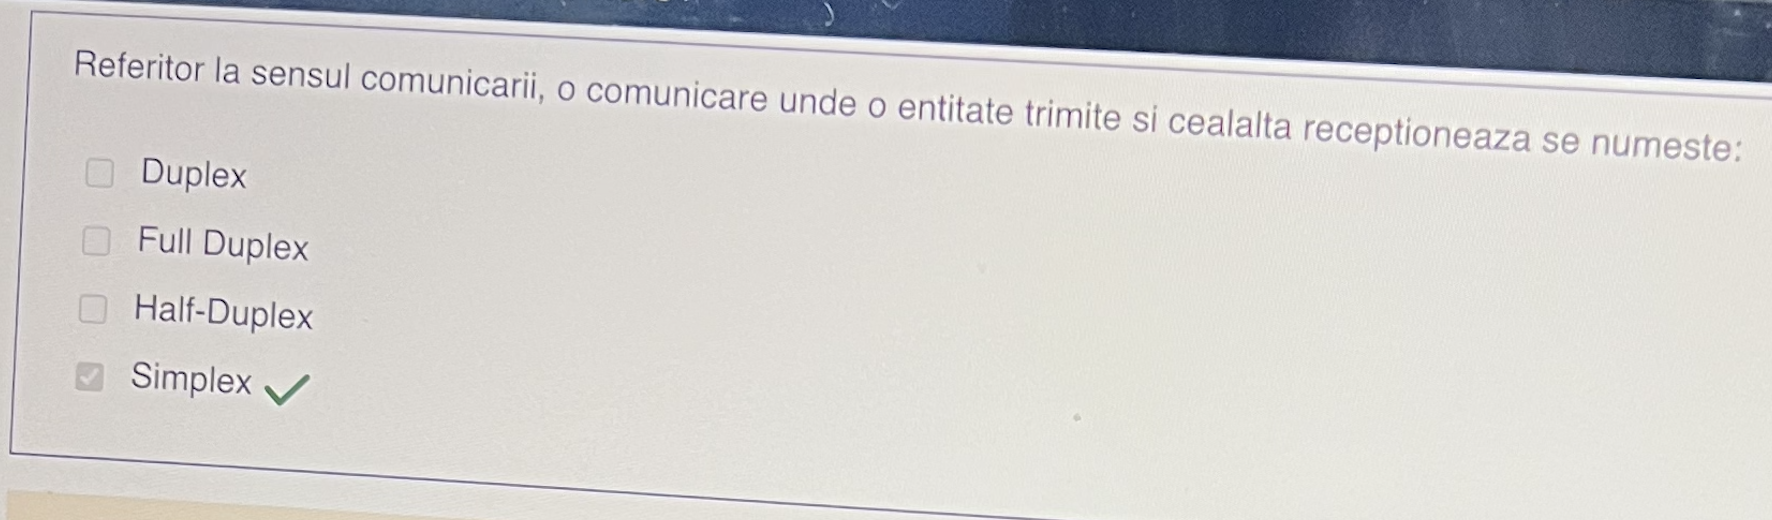 Referitor la sensul comunicarii, o comunicare unde o entitate trimite si cealalta receptioneaza se numeste:
Duplex
Full Duplex
Half-Duplex
Simplex